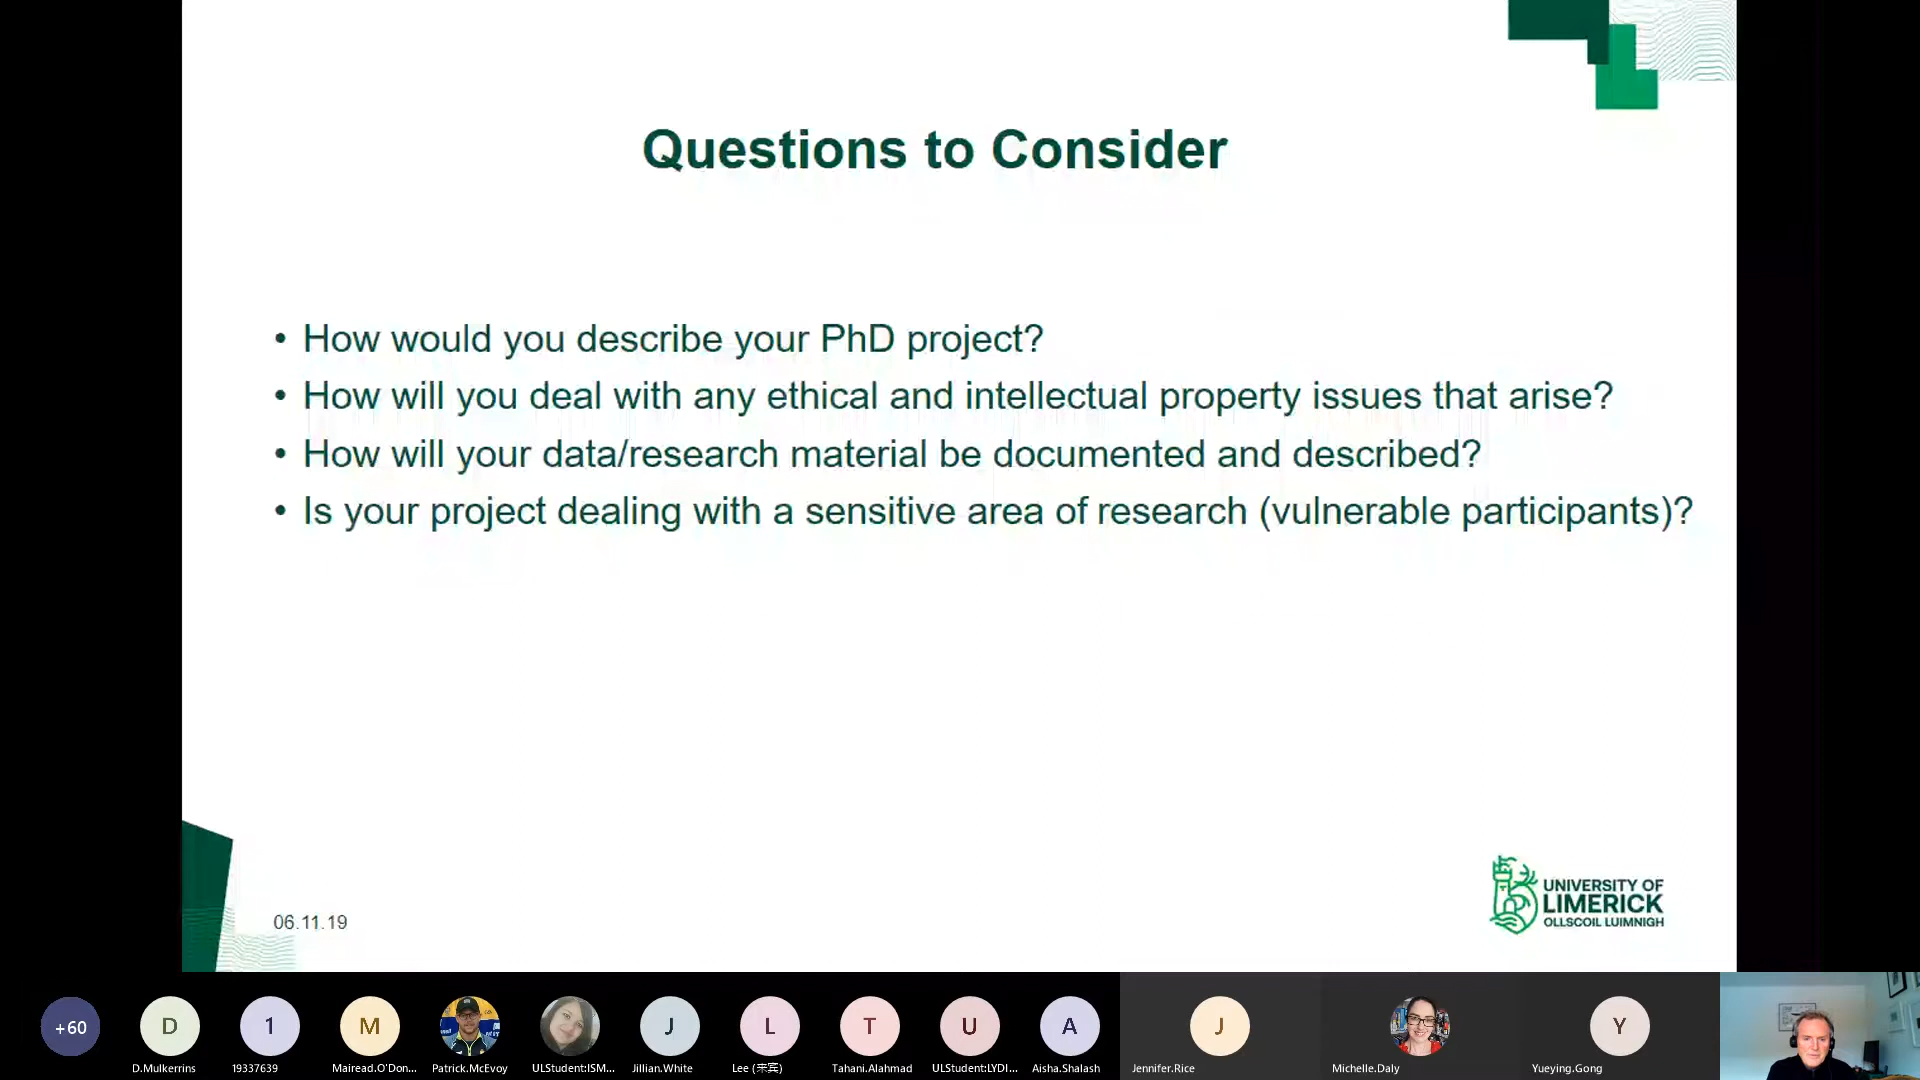 Questions to Consider
• How would you describe your PhD project?
• How will you deal with any ethical and intellectual property issues that arise?
• How will your data/research material be documented and described?
• Is your project dealing with a sensitive area of research (vulnerable participants)?
06.11.19
UNIVERSITY OF
LIMERICK
OLLSCOIL LUIMNIGH
+60
D
1
M
J
L
T
U
A
J
Y
D.Mulkerrins
19337639
Mairead.O'Don...
Patrick.McEvoy
ULStudent:ISM...
Jillian.White
Lee (来宾)
Tahani.Alahmad
ULStudent:LYDI...
Aisha.Shalash
Jennifer.Rice
Michelle.Daly
Yueying.Gong